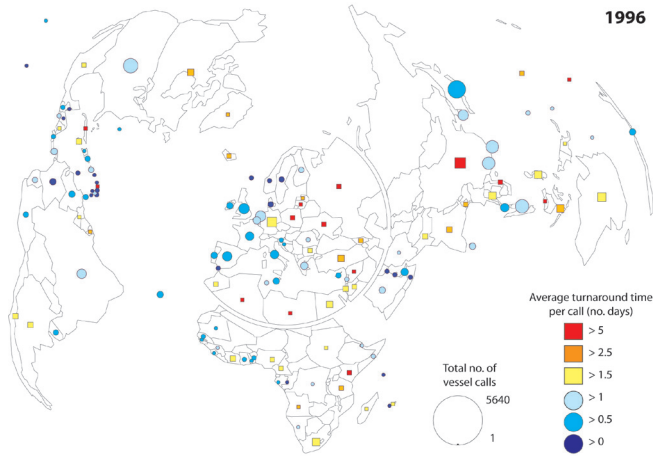 1996
Average turnaround time
per call (no. days)
> 5
> 2.5
> 1.5
> 1
> 0.5
> 0
Total no. of
vessel calls
5640
1